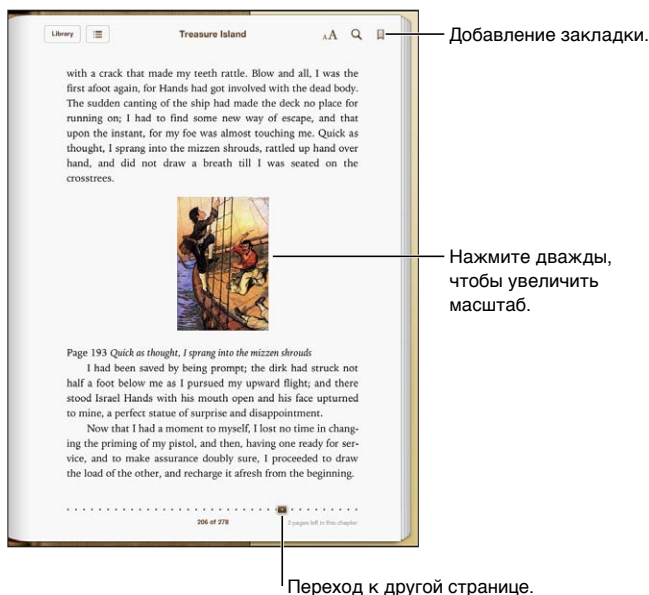 Library
Treasure Island
AA
Добавление закладки.
with a crack that made my teeth rattle. Blow and all, I was the
first afoot again, for Hands had got involved with the dead body.
The sudden canting of the ship had made the deck no place for
running on; I had to find some new way of escape, and that
upon the instant, for my foe was almost touching me. Quick as
thought, I sprang into the mizzen shrouds, rattled up hand over
hand, and did not draw a breath till I was seated on the
crosstrees.
Нажмите дважды,
чтобы увеличить
масштаб.
Page 193 Quick as thought, I sprang into the mizzen shrouds
I had been saved by being prompt; the dirk had struck not
half a foot below me as I pursued my upward flight; and there
stood Israel Hands with his mouth open and his face upturned
to mine, a perfect statue of surprise and disappointment.
Now that I had a moment to myself, I lost no time in chang-
ing the priming of my pistol, and then, having one ready for ser-
vice, and to make assurance doubly sure, I proceeded to draw
the load of the other, and recharge it afresh from the beginning.
206 of 278
2 pages left in this chapter
Переход к другой странице.